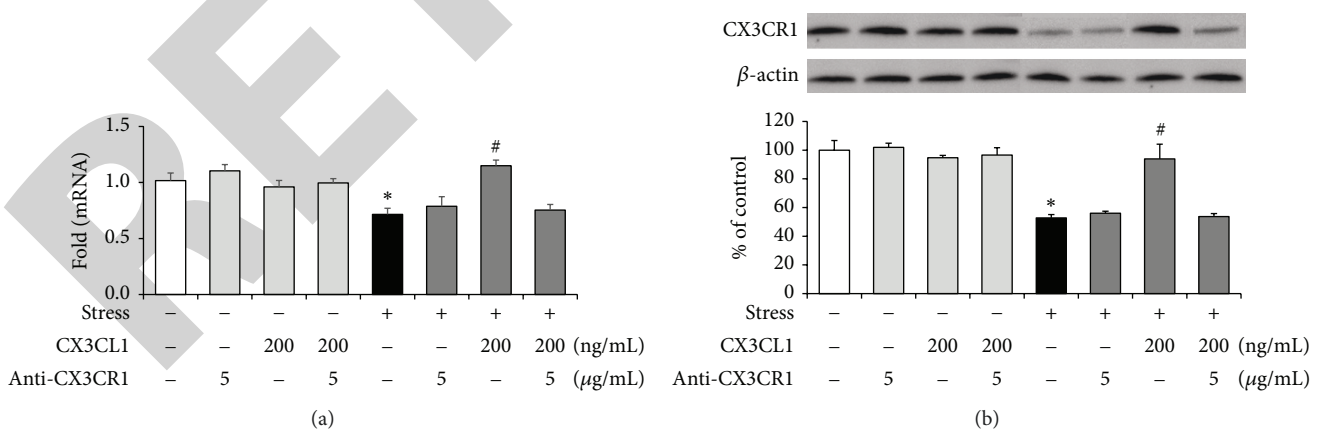 1.5
1.0
0.5
0.0
Fold (mRNA)
*
#
Stress – – – – + + + +
CX3CL1 – – 200 200 – – 200 200 (ng/mL)
Anti-CX3CR1 – 5 – 5 – 5 – 5 (μg/mL)
(a)
CX3CR1
β-actin
120
100
80
60
40
20
0
% of control
*
#
Stress – – – – + + + +
CX3CL1 – – 200 200 – – 200 200 (ng/mL)
Anti-CX3CR1 – 5 – 5 – 5 – 5 (μg/mL)
(b)